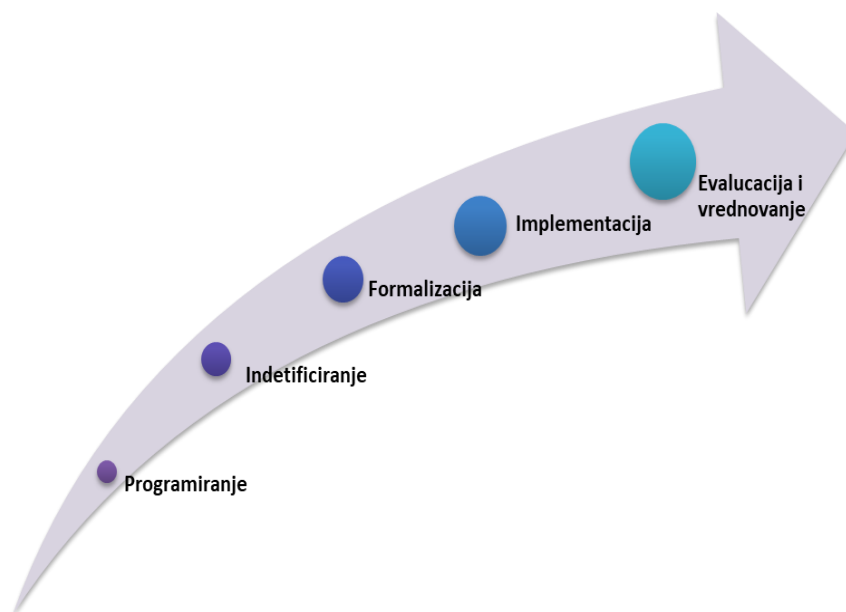 Evalucacija i
vrednovanje
Implementacija
Formalizacija
Indetificiranje
Programiranje